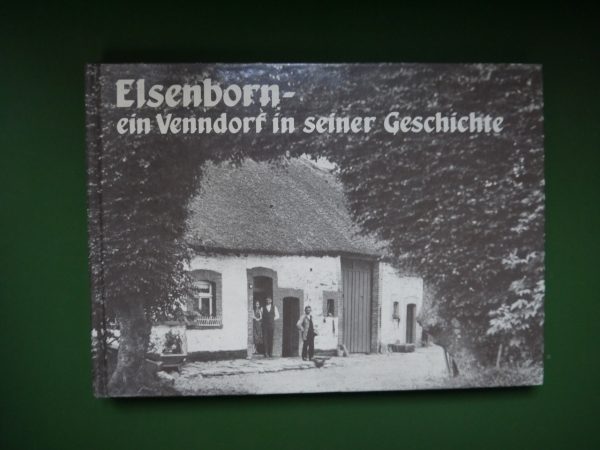 Elsenborn-
ein Venndorf in seiner Geschichte